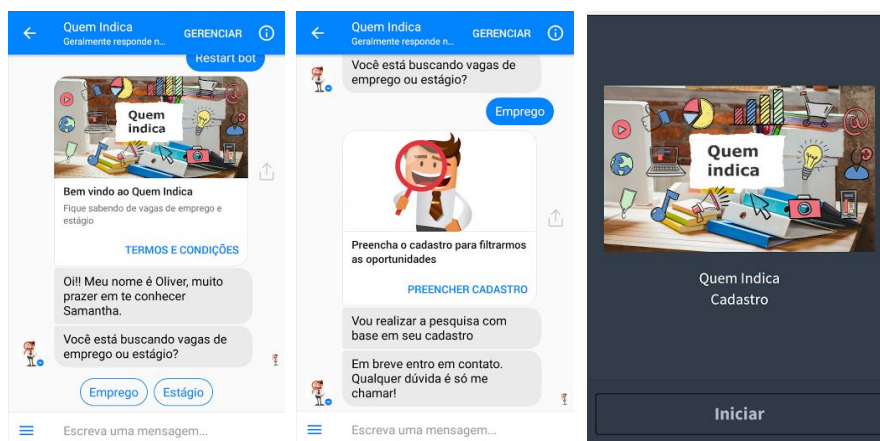 Quem Indica
Geralmente responde n...
GERENCIAR
Restart bot
Quem
indica
Bem vindo ao Quem Indica
Fique sabendo de vagas de emprego e
estágio
TERMOS E CONDIÇÕES
Oi!! Meu nome é Oliver, muito
prazer em te conhecer
Samantha.
Você está buscando vagas de
emprego ou estágio?
Emprego
Estágio
Escreva uma mensagem...
Quem Indica
Geralmente responde n...
GERENCIAR
Você está buscando vagas de
emprego ou estágio?
Emprego
Preencha o cadastro para filtrarmos
as oportunidades
PREENCHER CADASTRO
Vou realizar a pesquisa com
base em seu cadastro
Em breve entro em contato.
Qualquer dúvida é só me
chamar!
Escreva uma mensagem...
Quem
indica
Quem Indica
Cadastro
Iniciar